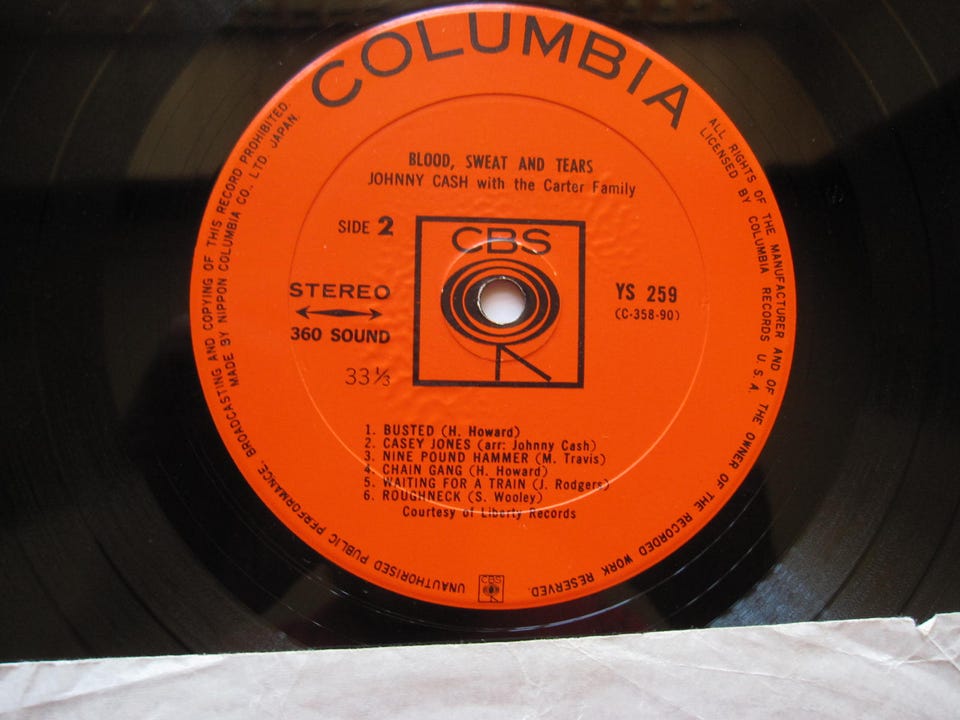 COLUMBIA
BLOOD, SWEAT AND TEARS
JOHNNY CASH with the Carter Family
SIDE 2
CBS
STEREO
360 SOUND
33⅓
YS 259
(C-358-90)
1. BUSTED (H. Howard)
2. CASEY JONES (arr: Johnny Cash)
3. NINE POUND HAMMER (M. Travis)
4. CHAIN GANG (H. Howard)
5. WAITING FOR A TRAIN (J. Rodgers)
6. ROUGHNECK (S. Wooley)
Courtesy of Liberty Records
ALL RIGHTS OF THE MANUFACTURER AND OF THE OWNER OF THE RECORDED WORK RESERVED.
LICENSED BY COLUMBIA RECORDS U.S.A.
CBS
UNAUTHORISED PUBLIC PERFORMANCE, BROADCASTING AND COPYING OF THIS RECORD PROHIBITED.
MADE BY NIPPON COLUMBIA CO., LTD. JAPAN.